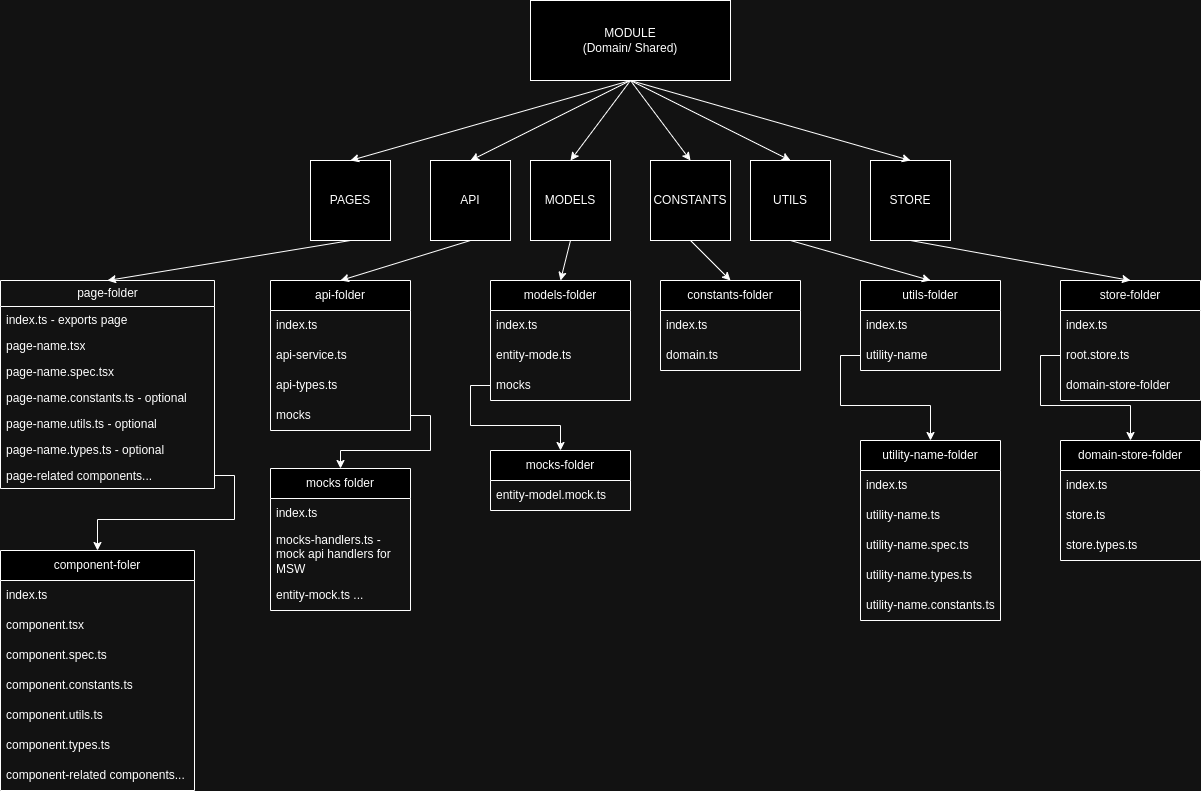 MODULE
(Domain/ Shared)
PAGES
API
MODELS
CONSTANTS
UTILS
STORE
page-folder
index.ts - exports page
page-name.tsx
page-name.spec.tsx
page-name.constants.ts - optional
page-name.utils.ts - optional
page-name.types.ts - optional
page-related components...
api-folder
index.ts
api-service.ts
api-types.ts
mocks
models-folder
index.ts
entity-mode.ts
mocks
constants-folder
index.ts
domain.ts
utils-folder
index.ts
utility-name
store-folder
index.ts
root.store.ts
domain-store-folder
component-foler
index.ts
component.tsx
component.spec.ts
component.constants.ts
component.utils.ts
component.types.ts
component-related components...
mocks folder
index.ts
mocks-handlers.ts -
mock api handlers for
MSW
entity-mock.ts ...
mocks-folder
entity-model.mock.ts
utility-name-folder
index.ts
utility-name.ts
utility-name.spec.ts
utility-name.types.ts
utility-name.constants.ts
domain-store-folder
index.ts
store.ts
store.types.ts